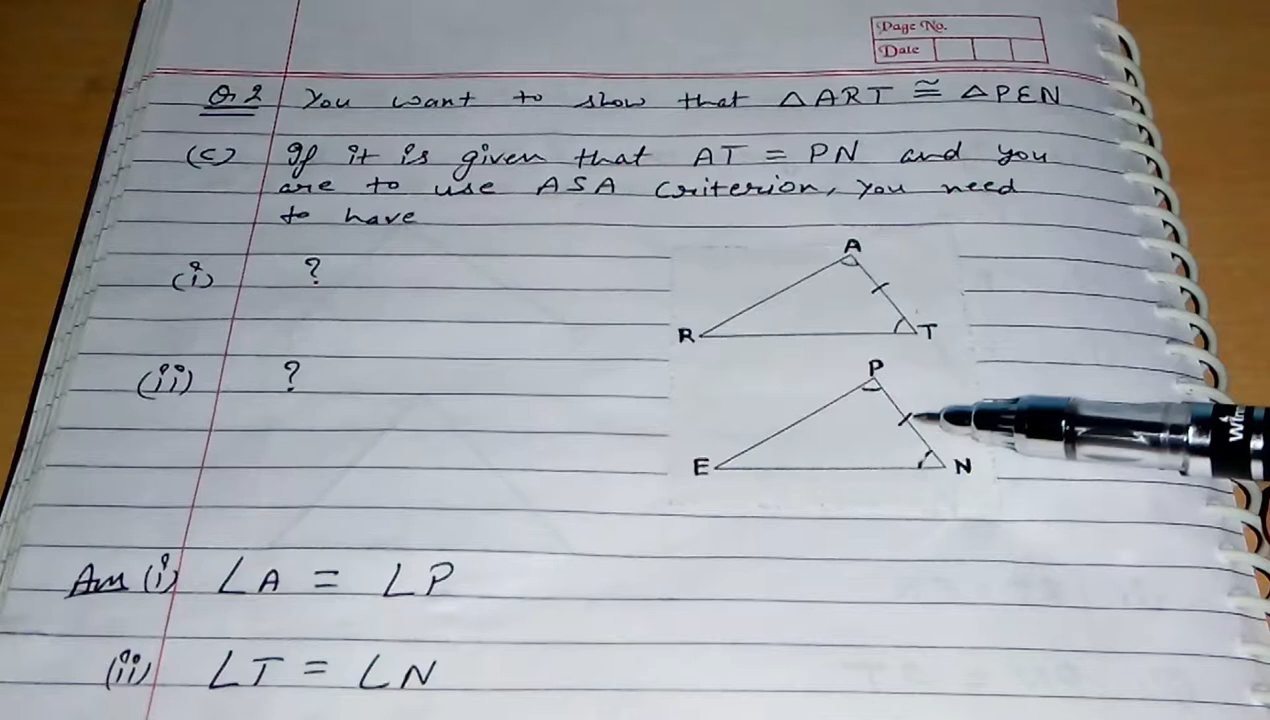 Page No.
Date
Q.2 You want to show that △ART ≅ △PEN
(c) If it is given that AT = PN and you
are to use ASA criterion, you need
to have
(i) ?
(ii) ?
A
R T
P
E N
Win
Ans (i) ∠A = ∠P
(ii) ∠T = ∠N